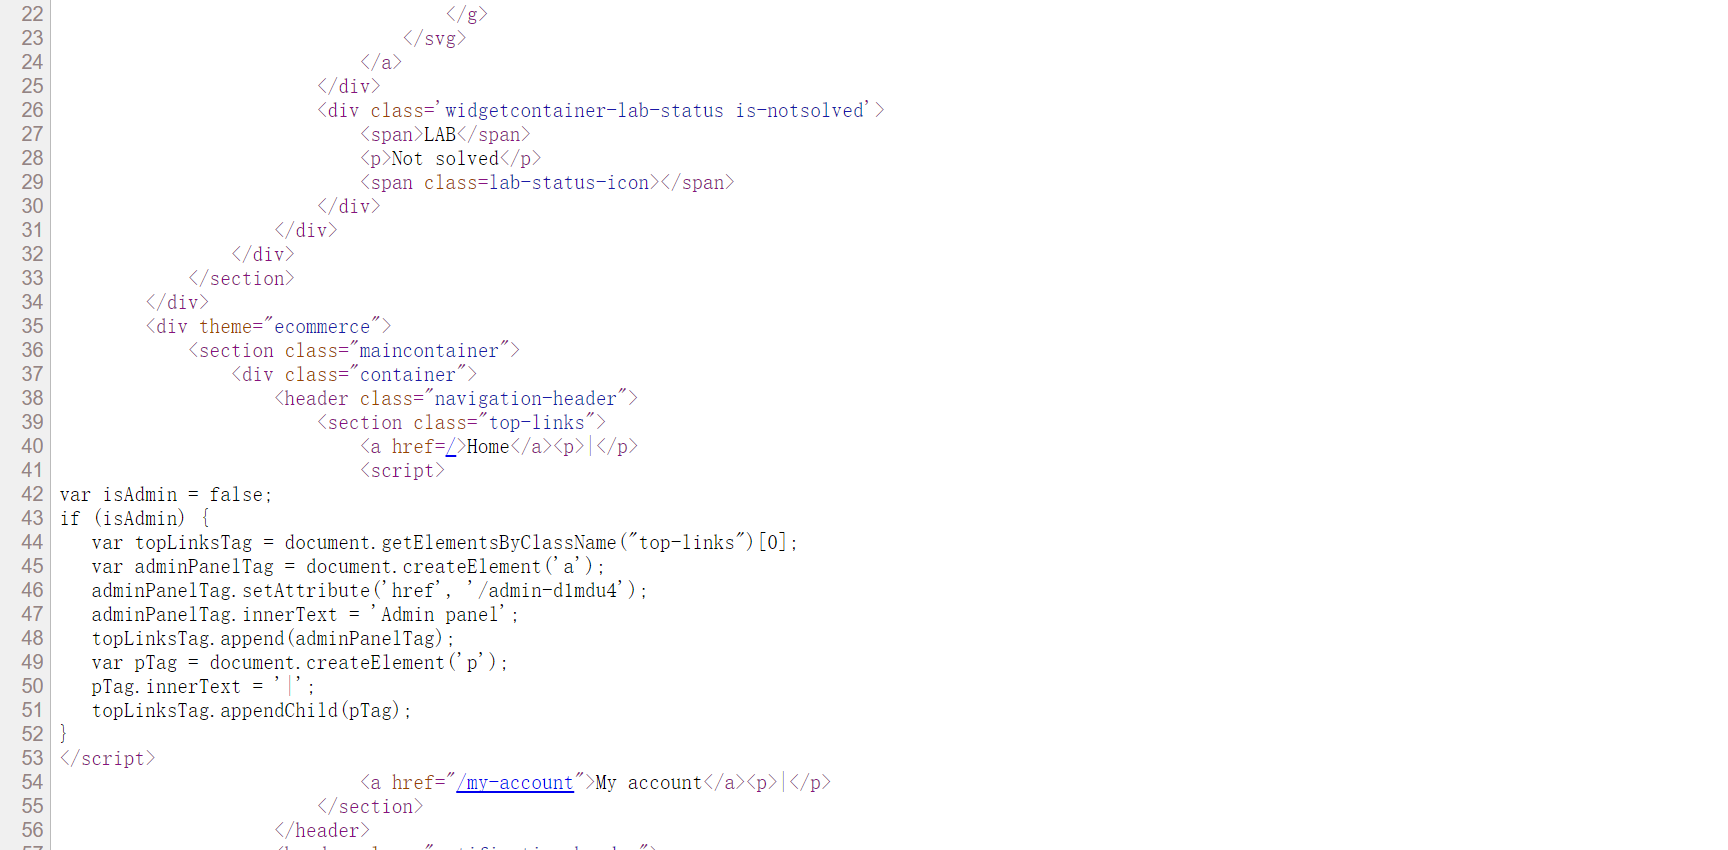 22 </g>
23 </svg>
24 </a>
25 </div>
26 <div class='widgetcontainer-lab-status is-notsolved'>
27 <span>LAB</span>
28 <p>Not solved</p>
29 <span class=lab-status-icon></span>
30 </div>
31 </div>
32 </div>
33 </section>
34 </div>
35 <div theme="ecommerce">
36 <section class="maincontainer">
37 <div class="container">
38 <header class="navigation-header">
39 <section class="top-links">
40 <a href=/>Home</a><p>|</p>
41 <script>
42 var isAdmin = false;
43 if (isAdmin) {
44 var topLinksTag = document.getElementsByClassName("top-links")[0];
45 var adminPanelTag = document.createElement('a');
46 adminPanelTag.setAttribute('href', '/admin-d1mdu4');
47 adminPanelTag.innerText = 'Admin panel';
48 topLinksTag.append(adminPanelTag);
49 var pTag = document.createElement('p');
50 pTag.innerText = '|';
51 topLinksTag.appendChild(pTag);
52 }
53 </script>
54 <a href="/my-account">My account</a><p>|</p>
55 </section>
56 </header>